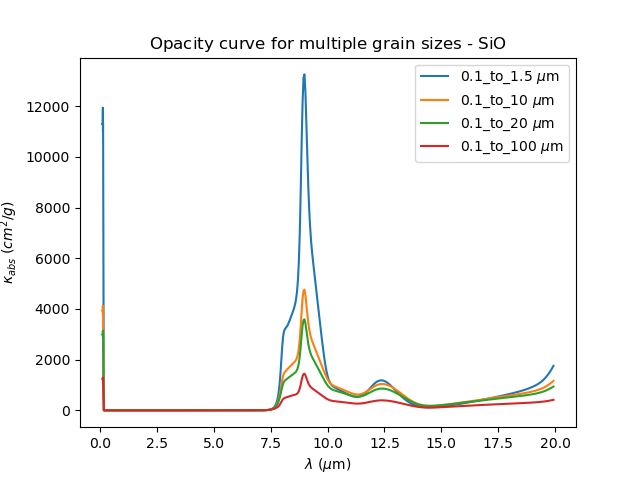 Opacity curve for multiple grain sizes - SiO
0.1_to_1.5 μm
0.1_to_10 μm
0.1_to_20 μm
0.1_to_100 μm
12000
10000
8000
6000
4000
2000
0
κabs (cm²/g)
0.0 2.5 5.0 7.5 10.0 12.5 15.0 17.5 20.0
λ (μm)